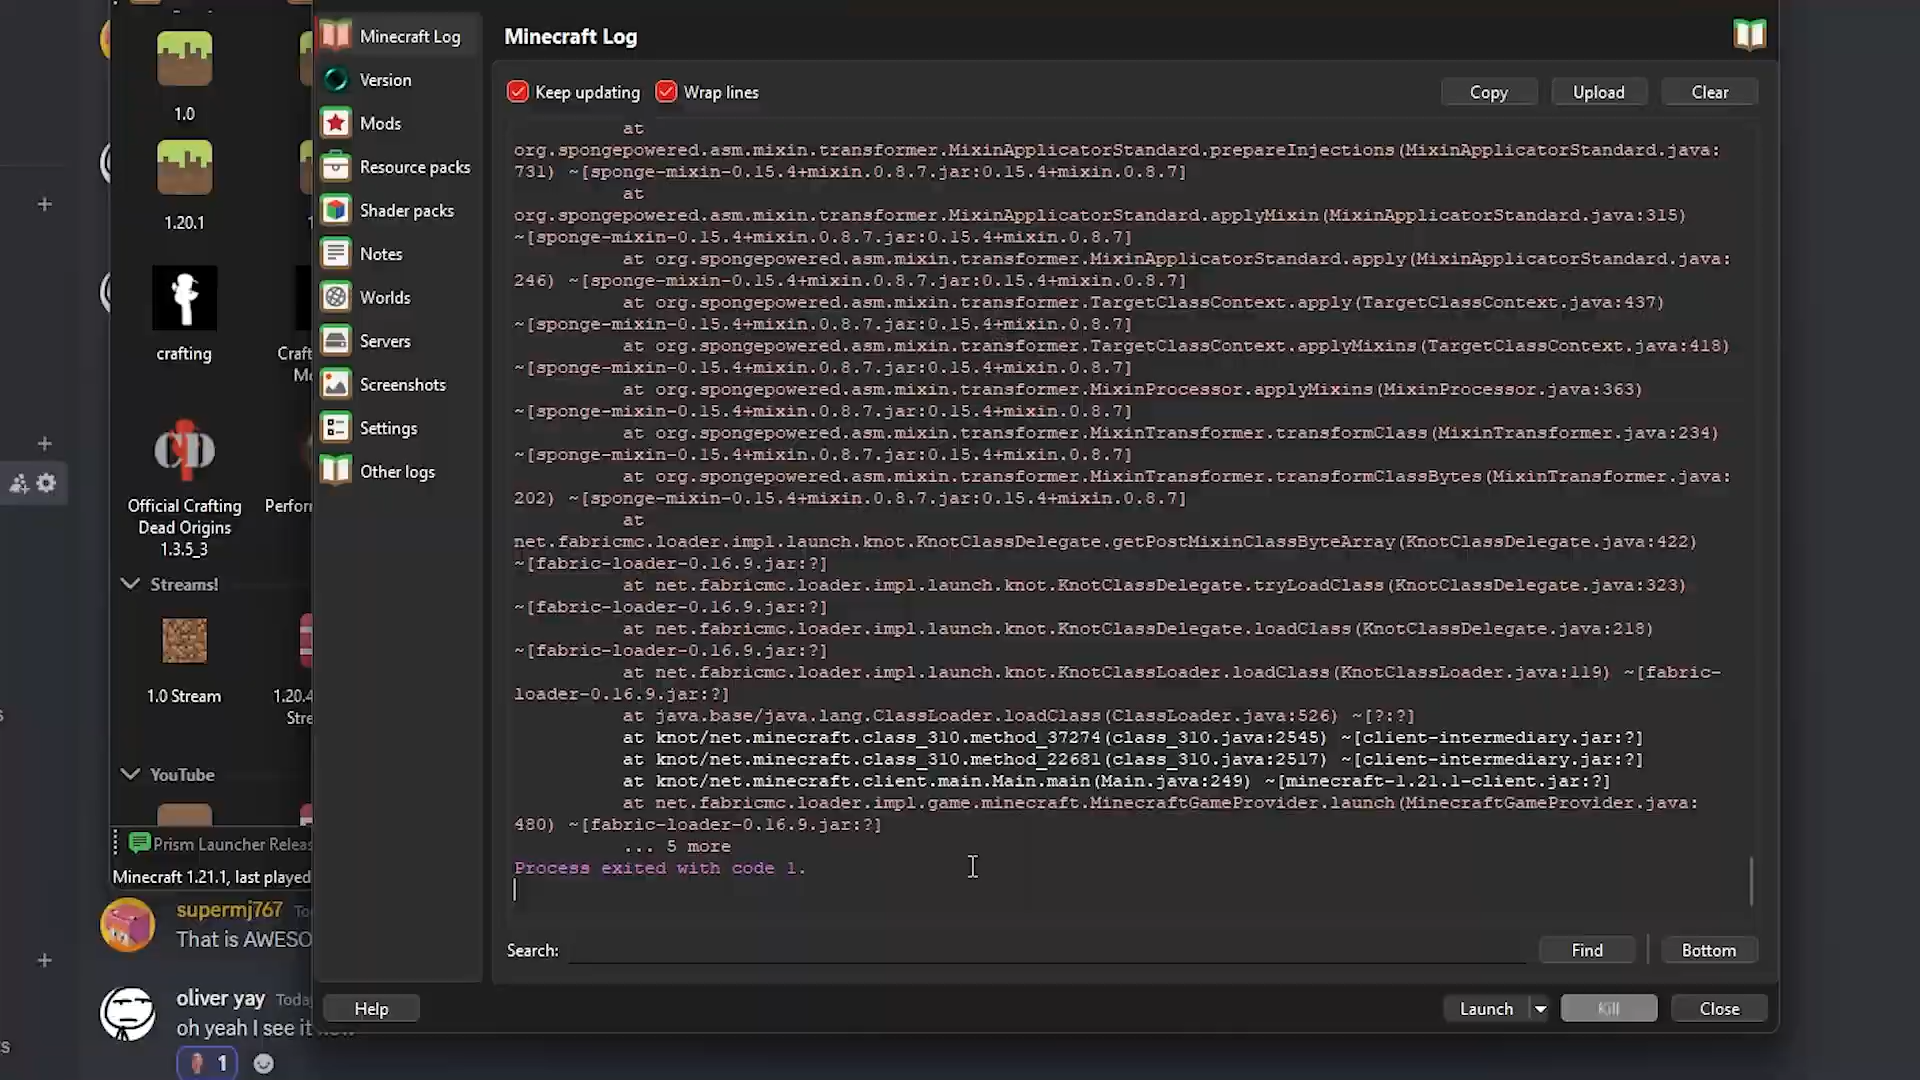 1.0
1.20.1
crafting
Craft
Mo
Official Crafting
Dead Origins
1.3.5_3
Perfor
Streams!
1.0 Stream
1.20.4
Stre
YouTube
Prism Launcher Releas
Minecraft 1.21.1, last played
supermj767 To
That is AWESO
oliver yay Toda
oh yeah I see it
1
Minecraft Log
Version
Mods
Resource packs
Shader packs
Notes
Worlds
Servers
Screenshots
Settings
Other logs
Help
Minecraft Log
Keep updating Wrap lines Copy Upload Clear
at
org.spongepowered.asm.mixin.transformer.MixinApplicatorStandard.prepareInjections(MixinApplicatorStandard.java:
731) ~[sponge-mixin-0.15.4+mixin.0.8.7.jar:0.15.4+mixin.0.8.7]
at
org.spongepowered.asm.mixin.transformer.MixinApplicatorStandard.applyMixin(MixinApplicatorStandard.java:315)
~[sponge-mixin-0.15.4+mixin.0.8.7.jar:0.15.4+mixin.0.8.7]
at org.spongepowered.asm.mixin.transformer.MixinApplicatorStandard.apply(MixinApplicatorStandard.java:
246) ~[sponge-mixin-0.15.4+mixin.0.8.7.jar:0.15.4+mixin.0.8.7]
at org.spongepowered.asm.mixin.transformer.TargetClassContext.apply(TargetClassContext.java:437)
~[sponge-mixin-0.15.4+mixin.0.8.7.jar:0.15.4+mixin.0.8.7]
at org.spongepowered.asm.mixin.transformer.TargetClassContext.applyMixins(TargetClassContext.java:418)
~[sponge-mixin-0.15.4+mixin.0.8.7.jar:0.15.4+mixin.0.8.7]
at org.spongepowered.asm.mixin.transformer.MixinProcessor.applyMixins(MixinProcessor.java:363)
~[sponge-mixin-0.15.4+mixin.0.8.7.jar:0.15.4+mixin.0.8.7]
at org.spongepowered.asm.mixin.transformer.MixinTransformer.transformClass(MixinTransformer.java:234)
~[sponge-mixin-0.15.4+mixin.0.8.7.jar:0.15.4+mixin.0.8.7]
at org.spongepowered.asm.mixin.transformer.MixinTransformer.transformClassBytes(MixinTransformer.java:
202) ~[sponge-mixin-0.15.4+mixin.0.8.7.jar:0.15.4+mixin.0.8.7]
at
net.fabricmc.loader.impl.launch.knot.KnotClassDelegate.getPostMixinClassByteArray(KnotClassDelegate.java:422)
~[fabric-loader-0.16.9.jar:?]
at net.fabricmc.loader.impl.launch.knot.KnotClassDelegate.tryLoadClass(KnotClassDelegate.java:323)
~[fabric-loader-0.16.9.jar:?]
at net.fabricmc.loader.impl.launch.knot.KnotClassDelegate.loadClass(KnotClassDelegate.java:218)
~[fabric-loader-0.16.9.jar:?]
at net.fabricmc.loader.impl.launch.knot.KnotClassLoader.loadClass(KnotClassLoader.java:119) ~[fabric-
loader-0.16.9.jar:?]
at java.base/java.lang.ClassLoader.loadClass(ClassLoader.java:526) ~[?:?]
at knot/net.minecraft.class_310.method_37274(class_310.java:2545) ~[client-intermediary.jar:?]
at knot/net.minecraft.class_310.method_22681(class_310.java:2517) ~[client-intermediary.jar:?]
at knot/net.minecraft.client.main.Main.main(Main.java:249) ~[minecraft-1.21.1-client.jar:?]
at net.fabricmc.loader.impl.game.minecraft.MinecraftGameProvider.launch(MinecraftGameProvider.java:
480) ~[fabric-loader-0.16.9.jar:?]
... 5 more
Process exited with code 1.
Search: Find Bottom
Launch Kill Close